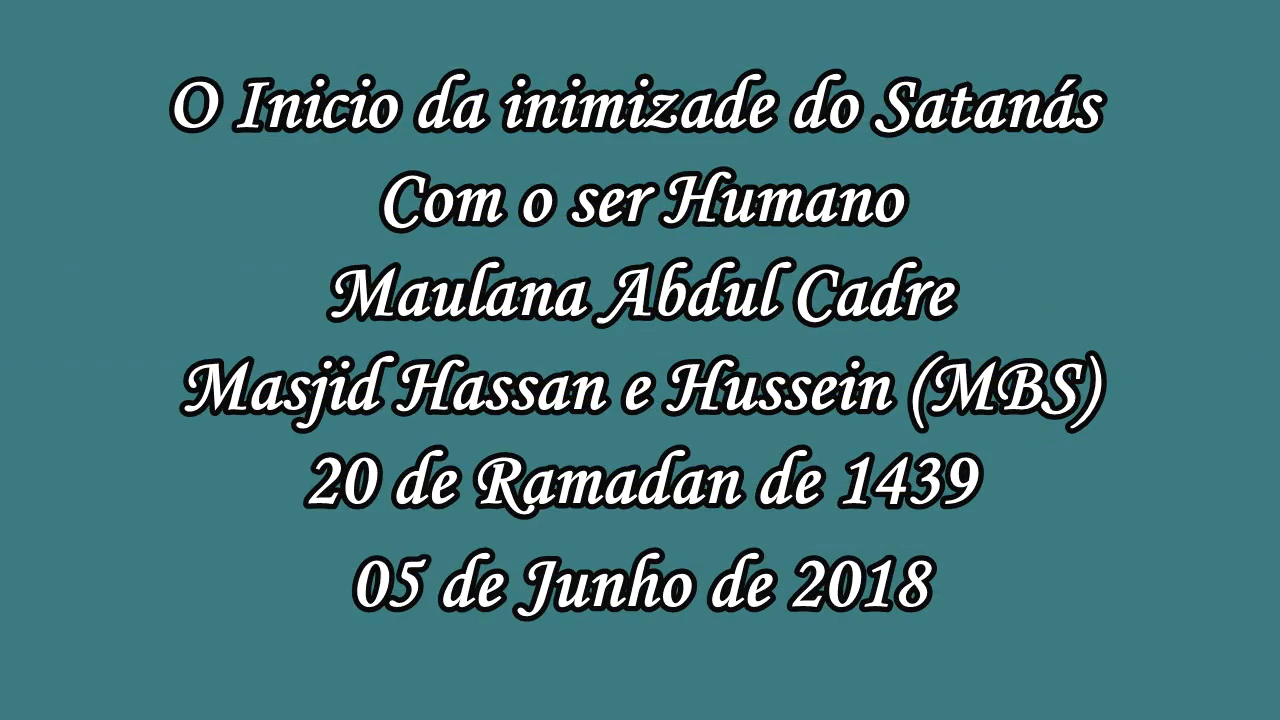 O Inicio da inimizade do Satanás
Com o ser Humano
Maulana Abdul Cadre
Masjid Hassan e Hussein (MBS)
20 de Ramadan de 1439
05 de Junho de 2018